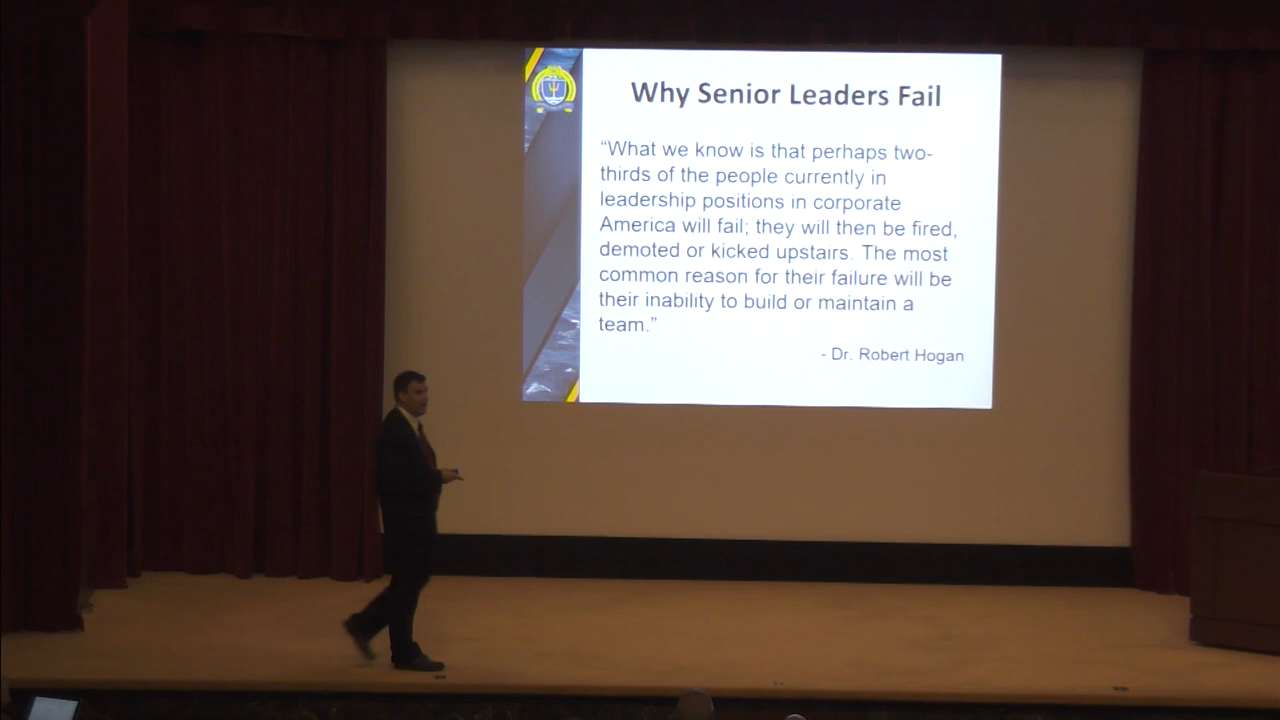 Why Senior Leaders Fail
“What we know is that perhaps two-
thirds of the people currently in
leadership positions in corporate
America will fail; they will then be fired,
demoted or kicked upstairs. The most
common reason for their failure will be
their inability to build or maintain a
team.”
- Dr. Robert Hogan